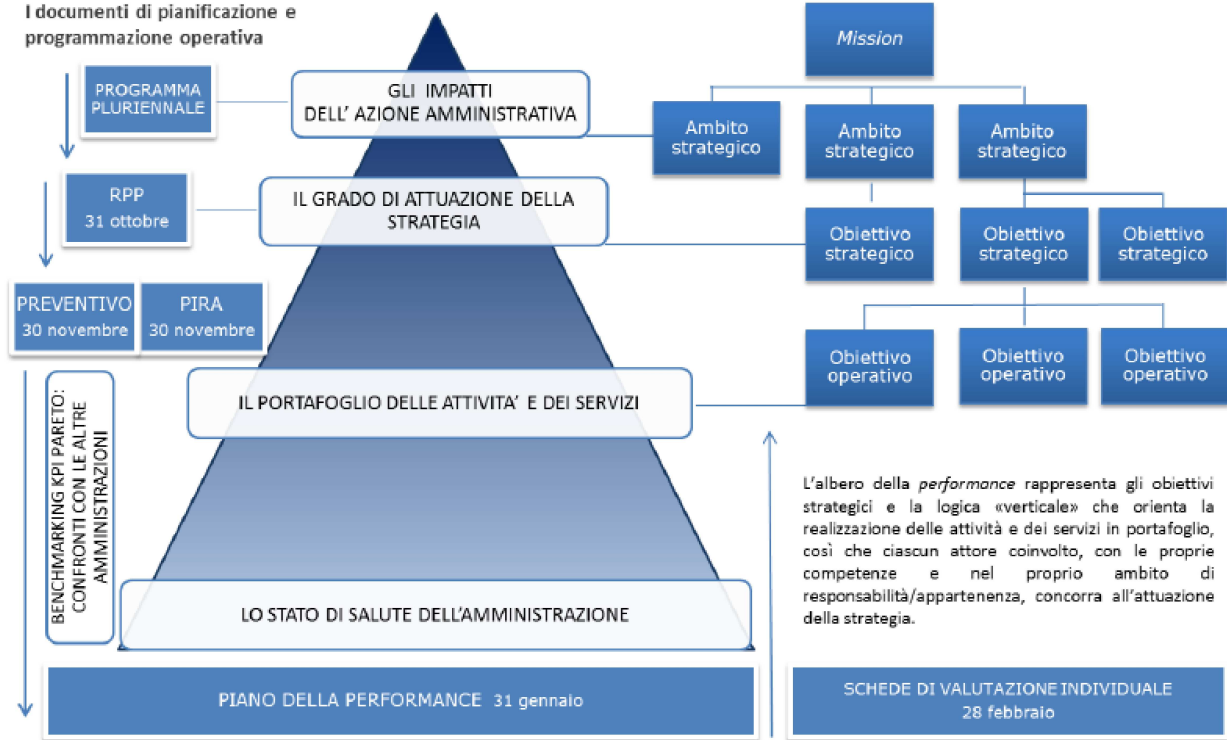 I documenti di pianificazione e
programmazione operativa
PROGRAMMA
PLURIENNALE
GLI IMPATTI
DELL' AZIONE AMMINISTRATIVA
Mission
Ambito
strategico
Ambito
strategico
Ambito
strategico
RPP
31 ottobre
IL GRADO DI ATTUAZIONE DELLA
STRATEGIA
Obiettivo
strategico
Obiettivo
strategico
Obiettivo
strategico
PREVENTIVO
30 novembre
PIRA
30 novembre
Obiettivo
operativo
Obiettivo
operativo
Obiettivo
operativo
IL PORTAFOGLIO DELLE ATTIVITA' E DEI SERVIZI
BENCHMARKING KPI PARETO:
CONFRONTI CON LE ALTRE
AMMINISTRAZIONI
L'albero della performance rappresenta gli obiettivi
strategici e la logica «verticale» che orienta la
realizzazione delle attività e dei servizi in portafoglio,
così che ciascun attore coinvolto, con le proprie
competenze e nel proprio ambito di
responsabilità/appartenenza, concorra all'attuazione
della strategia.
LO STATO DI SALUTE DELL'AMMINISTRAZIONE
PIANO DELLA PERFORMANCE 31 gennaio
SCHEDE DI VALUTAZIONE INDIVIDUALE
28 febbraio